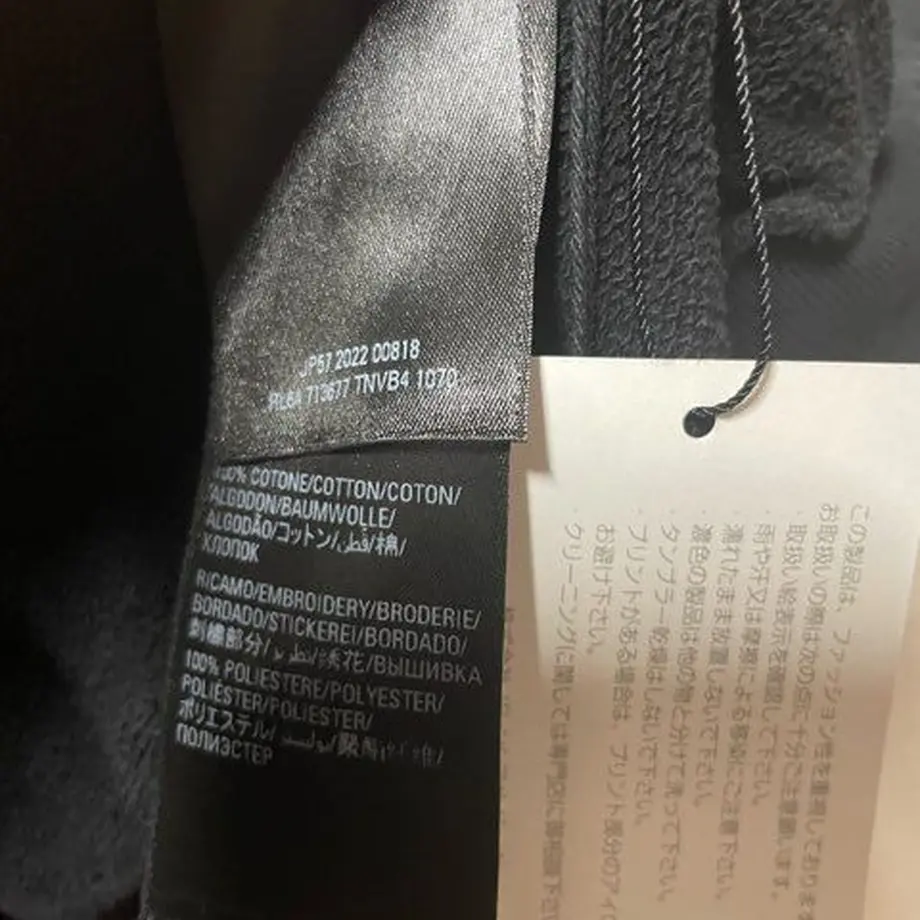 JP57 2022 00818
713677 TNVB4 1070
100% COTONE/COTTON/COTON/
ALGODON/BAUMWOLLE/
ALGODÃO/コットン/قطن/棉/
ХЛОПОК
RICAMO/EMBROIDERY/BRODERIE/
BORDADO/STICKEREI/BORDADO/
刺繍部分/تطريز/绣花/ВЫШИВКА
100% POLIESTERE/POLYESTER/
POLIÉSTER/POLIESTER/
ポリエステル/
ПОЛИЭСТЕР
この製品は、ファッション性を重視しておりま
お取扱いの際は次の点に十分ご注意願います。
・取扱い絵表示を確認して下さい。
・雨や汗又は摩擦による移染にご注意下さい。
・濡れたまま放置しないで下さい。
・濃色の製品は他の物と分けて洗って下さい。
・タンブラー乾燥はしないで下さい。
・プリントがある場合は、プリント部分のアイ
お避け下さい。
・クリーニングに関しては専門店に御相談下さい